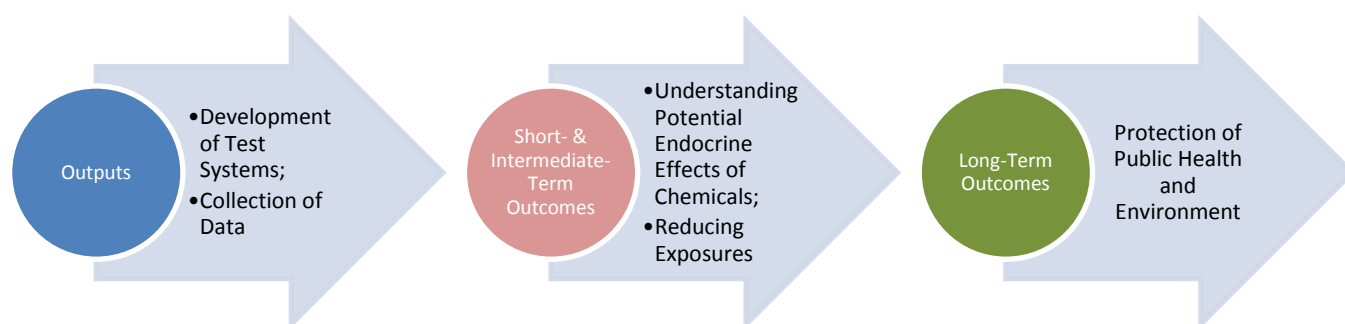 Outputs
•Development
of Test
Systems;
•Collection of
Data
Short- &
Intermediate-
Term
Outcomes
•Understanding
Potential
Endocrine
Effects of
Chemicals;
•Reducing
Exposures
Long-Term
Outcomes
Protection of
Public Health
and
Environment